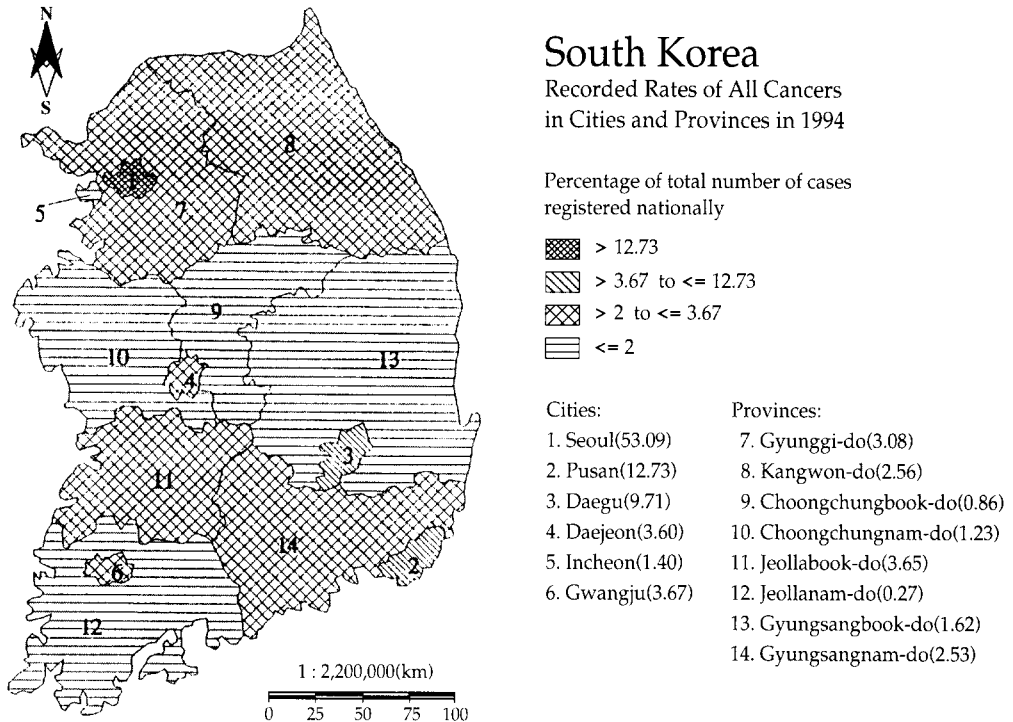 N
S
1
2
3
4
5
6
7
8
9
10
11
12
13
14
1 : 2,200,000(km)
0 25 50 75 100
South Korea
Recorded Rates of All Cancers
in Cities and Provinces in 1994
Percentage of total number of cases
registered nationally
> 12.73
> 3.67 to <= 12.73
> 2 to <= 3.67
<= 2
Cities:
1. Seoul(53.09)
2. Pusan(12.73)
3. Daegu(9.71)
4. Daejeon(3.60)
5. Incheon(1.40)
6. Gwangju(3.67)
Provinces:
7. Gyunggi-do(3.08)
8. Kangwon-do(2.56)
9. Choongchungbook-do(0.86)
10. Choongchungnam-do(1.23)
11. Jeollabook-do(3.65)
12. Jeollanam-do(0.27)
13. Gyungsangbook-do(1.62)
14. Gyungsangnam-do(2.53)